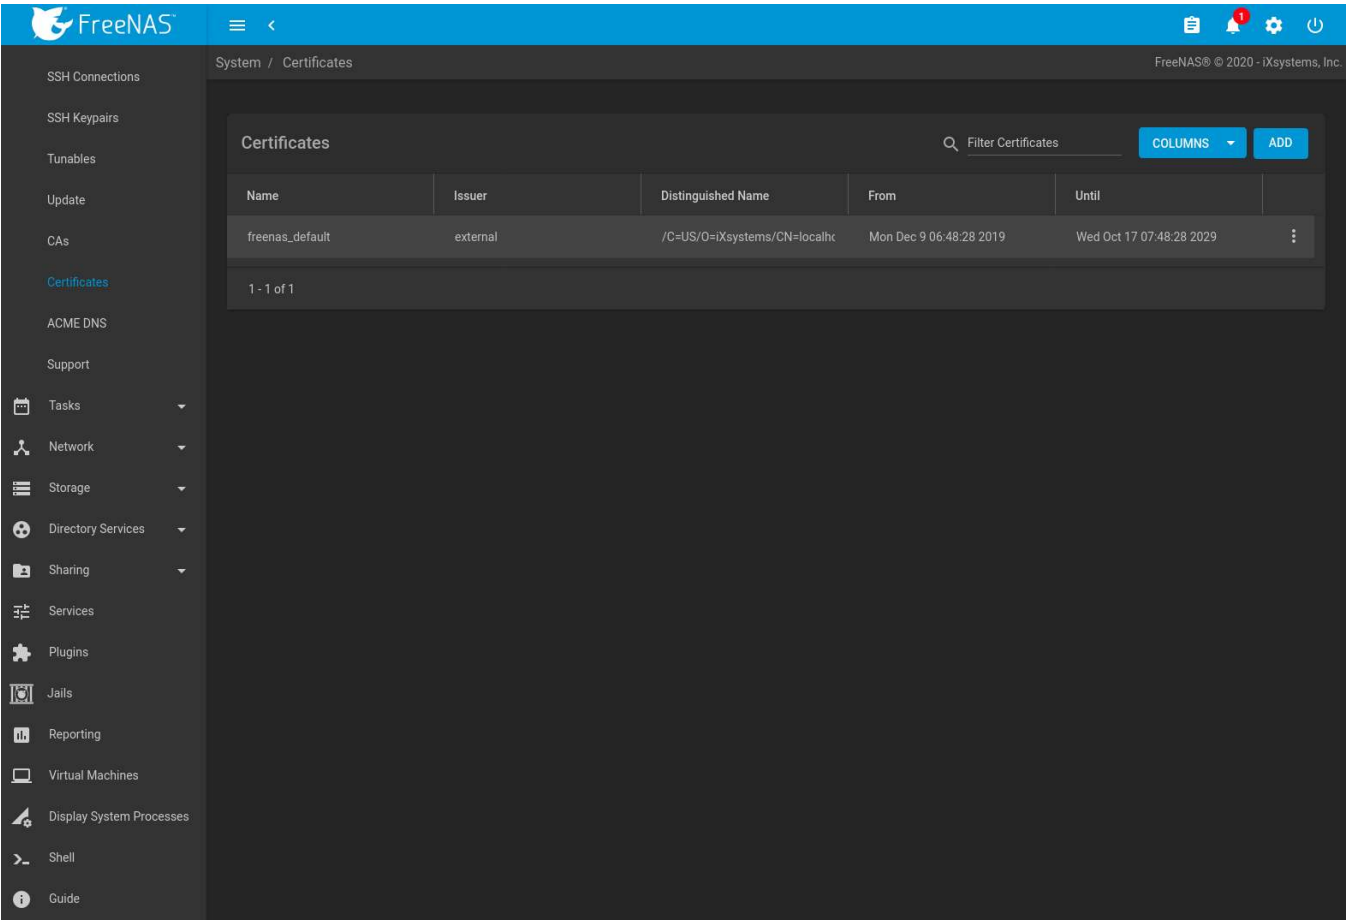 FreeNAS™
1
System / Certificates
FreeNAS® © 2020 - iXsystems, Inc.
SSH Connections
SSH Keypairs
Tunables
Update
CAs
Certificates
ACME DNS
Support
Tasks
Network
Storage
Directory Services
Sharing
Services
Plugins
Jails
Reporting
Virtual Machines
Display System Processes
Shell
Guide
Certificates
Filter Certificates
COLUMNS
ADD
Name Issuer Distinguished Name From Until
freenas_default external /C=US/O=iXsystems/CN=localhc Mon Dec 9 06:48:28 2019 Wed Oct 17 07:48:28 2029
1 - 1 of 1